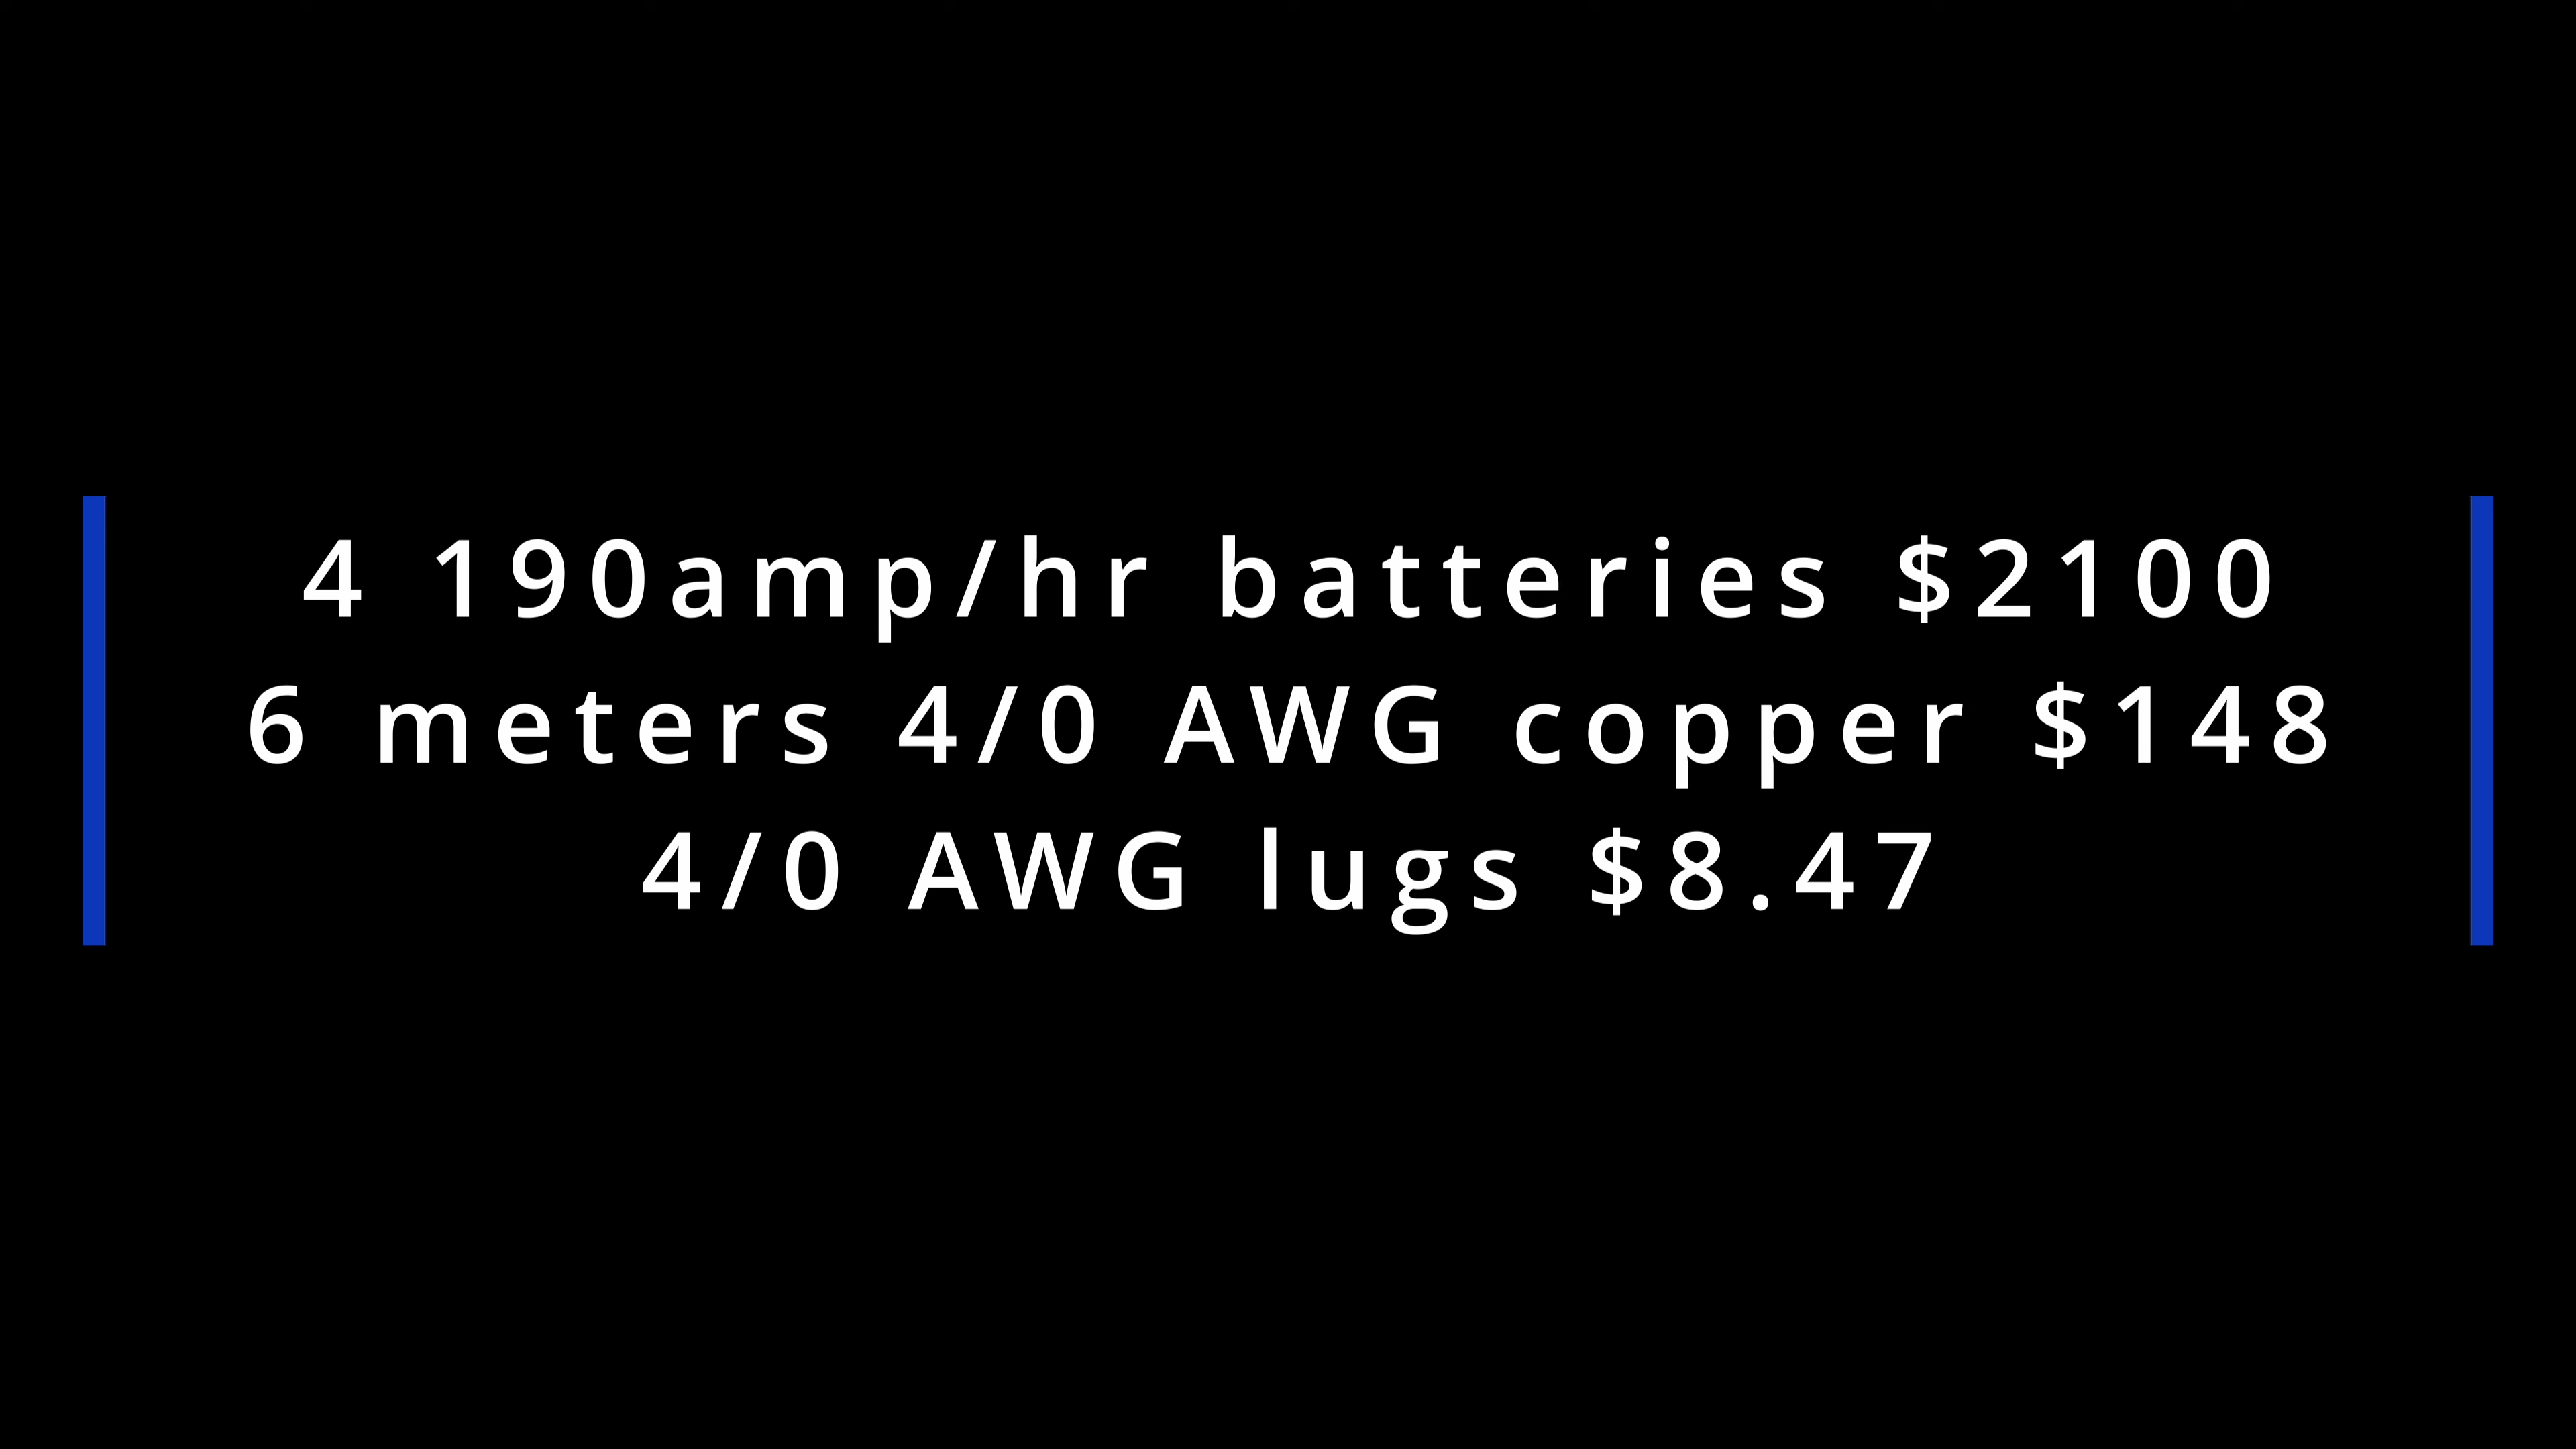 4 190amp/hr batteries $2100
6 meters 4/0 AWG copper $148
4/0 AWG lugs $8.47